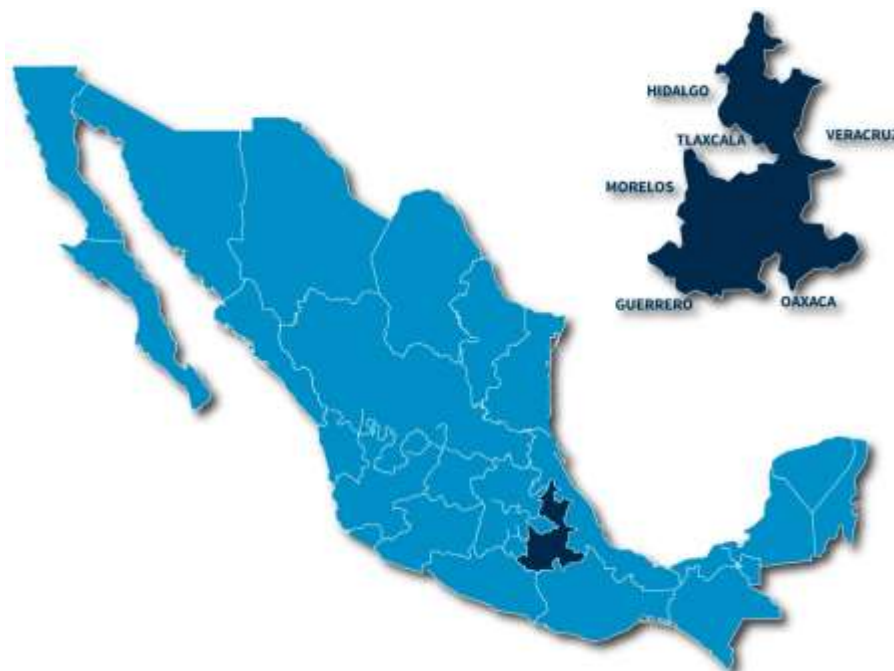 HIDALGO
TLAXCALA
VERACRUZ
MORELOS
GUERRERO
OAXACA